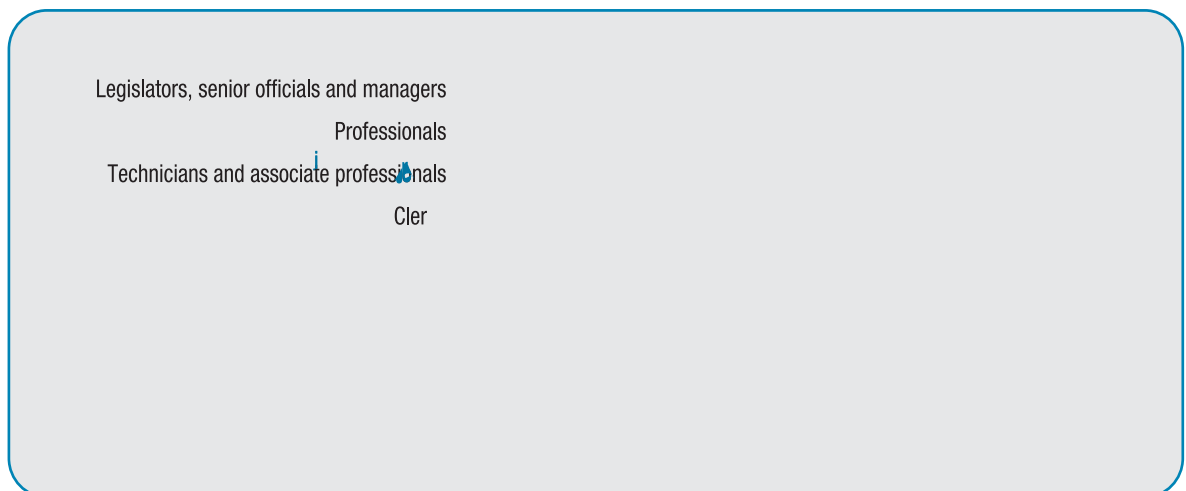 Legislators, senior officials and managers
Professionals
Technicians and associate professionals
Cler